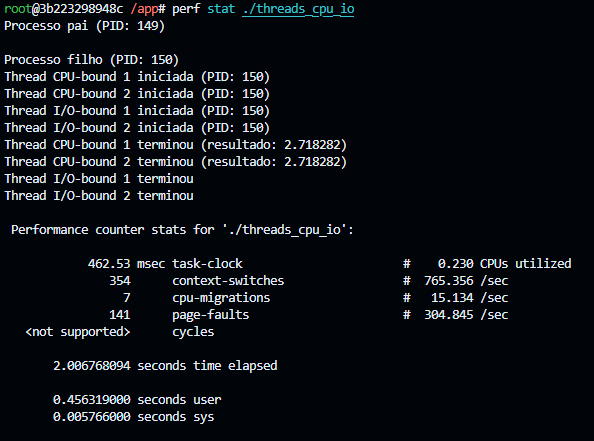 root@3b223298948c /app# perf stat ./threads_cpu_io
Processo pai (PID: 149)
Processo filho (PID: 150)
Thread CPU-bound 1 iniciada (PID: 150)
Thread CPU-bound 2 iniciada (PID: 150)
Thread I/O-bound 1 iniciada (PID: 150)
Thread I/O-bound 2 iniciada (PID: 150)
Thread CPU-bound 1 terminou (resultado: 2.718282)
Thread CPU-bound 2 terminou (resultado: 2.718282)
Thread I/O-bound 1 terminou
Thread I/O-bound 2 terminou
Performance counter stats for './threads_cpu_io':
462.53 msec task-clock # 0.230 CPUs utilized
354 context-switches # 765.356 /sec
7 cpu-migrations # 15.134 /sec
141 page-faults # 304.845 /sec
<not supported> cycles
2.006768094 seconds time elapsed
0.456319000 seconds user
0.005766000 seconds sys